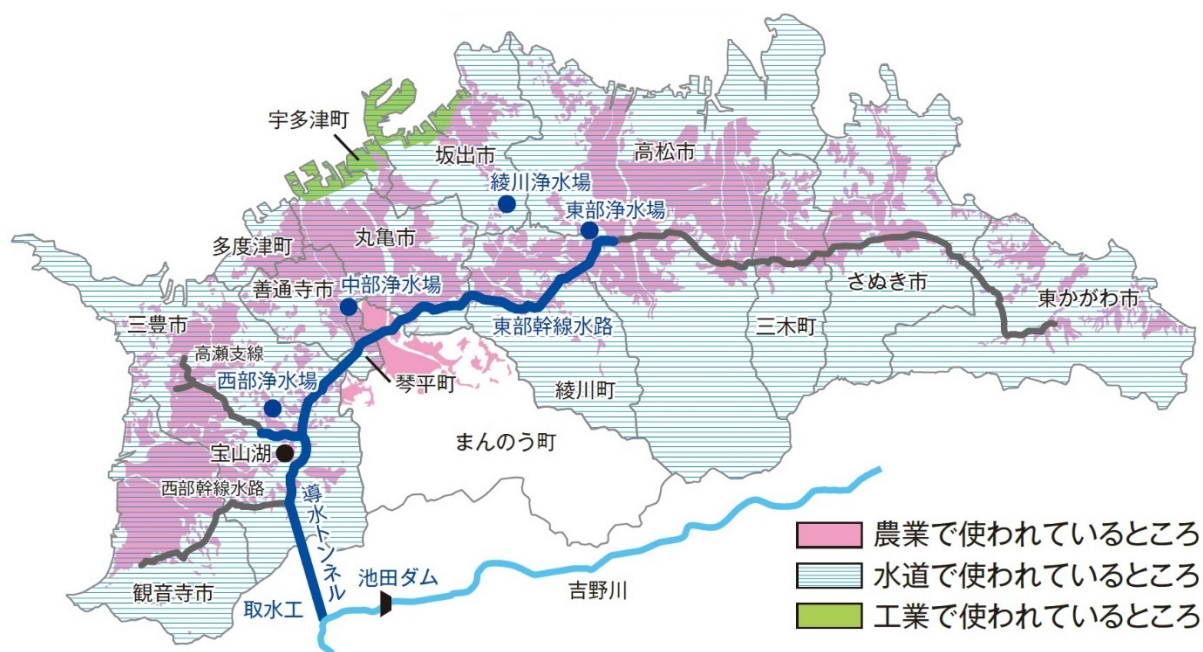 宇多津町
坂出市
高松市
綾川浄水場
東部浄水場
多度津町
丸亀市
善通寺市
中部浄水場
さぬき市
東かがわ市
三豊市
東部幹線水路
三木町
高瀬支線
西部浄水場
琴平町
綾川町
宝山湖
まんのう町
西部幹線水路
導水トンネル
観音寺市
取水工
池田ダム
吉野川
農業で使われているところ
水道で使われているところ
工業で使われているところ